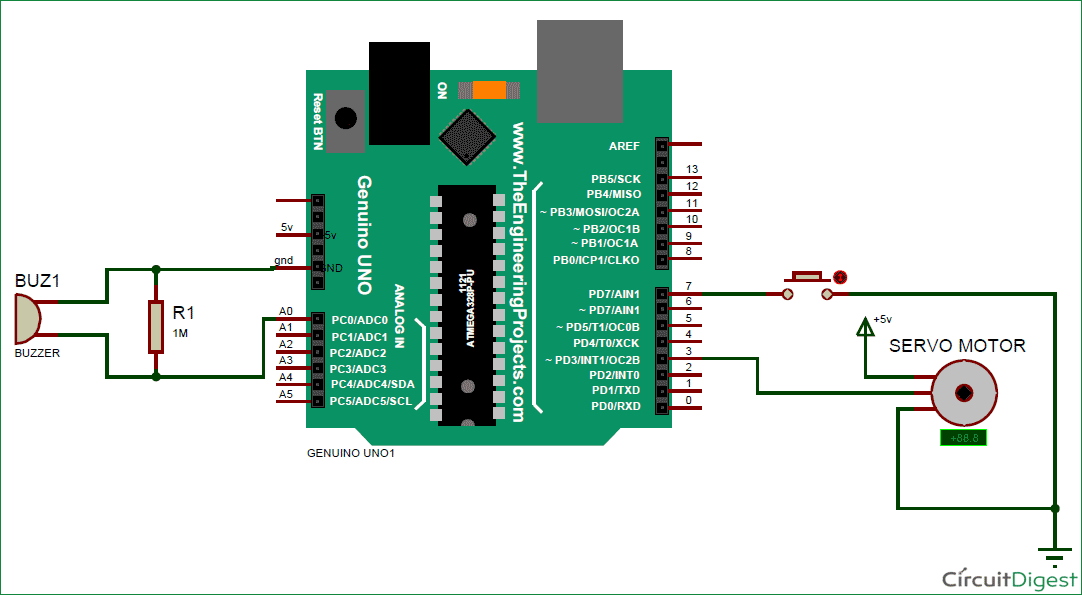 ON
Reset BTN
www.TheEngineeringProjects.com
Genuino UNO
AREF
PB5/SCK
13
PB4/MISO
12
~ PB3/MOSI/OC2A
11
~ PB2/OC1B
10
~ PB1/OC1A
9
PB0/ICP1/CLKO
8
5v
5v
gnd
GND
1121
ATMEGA328P-PU
ANALOG IN
PD7/AIN1
7
~ PD7/AIN1
6
~ PD5/T1/OC0B
5
PD4/T0/XCK
4
~ PD3/INT1/OC2B
3
PD2/INT0
2
PD1/TXD
1
PD0/RXD
0
A0
PC0/ADC0
A1
PC1/ADC1
A2
PC2/ADC2
A3
PC3/ADC3
A4
PC4/ADC4/SDA
A5
PC5/ADC5/SCL
BUZ1
BUZZER
R1
1M
+5v
SERVO MOTOR
+88.8
GENUINO UNO1
CircuitDigest